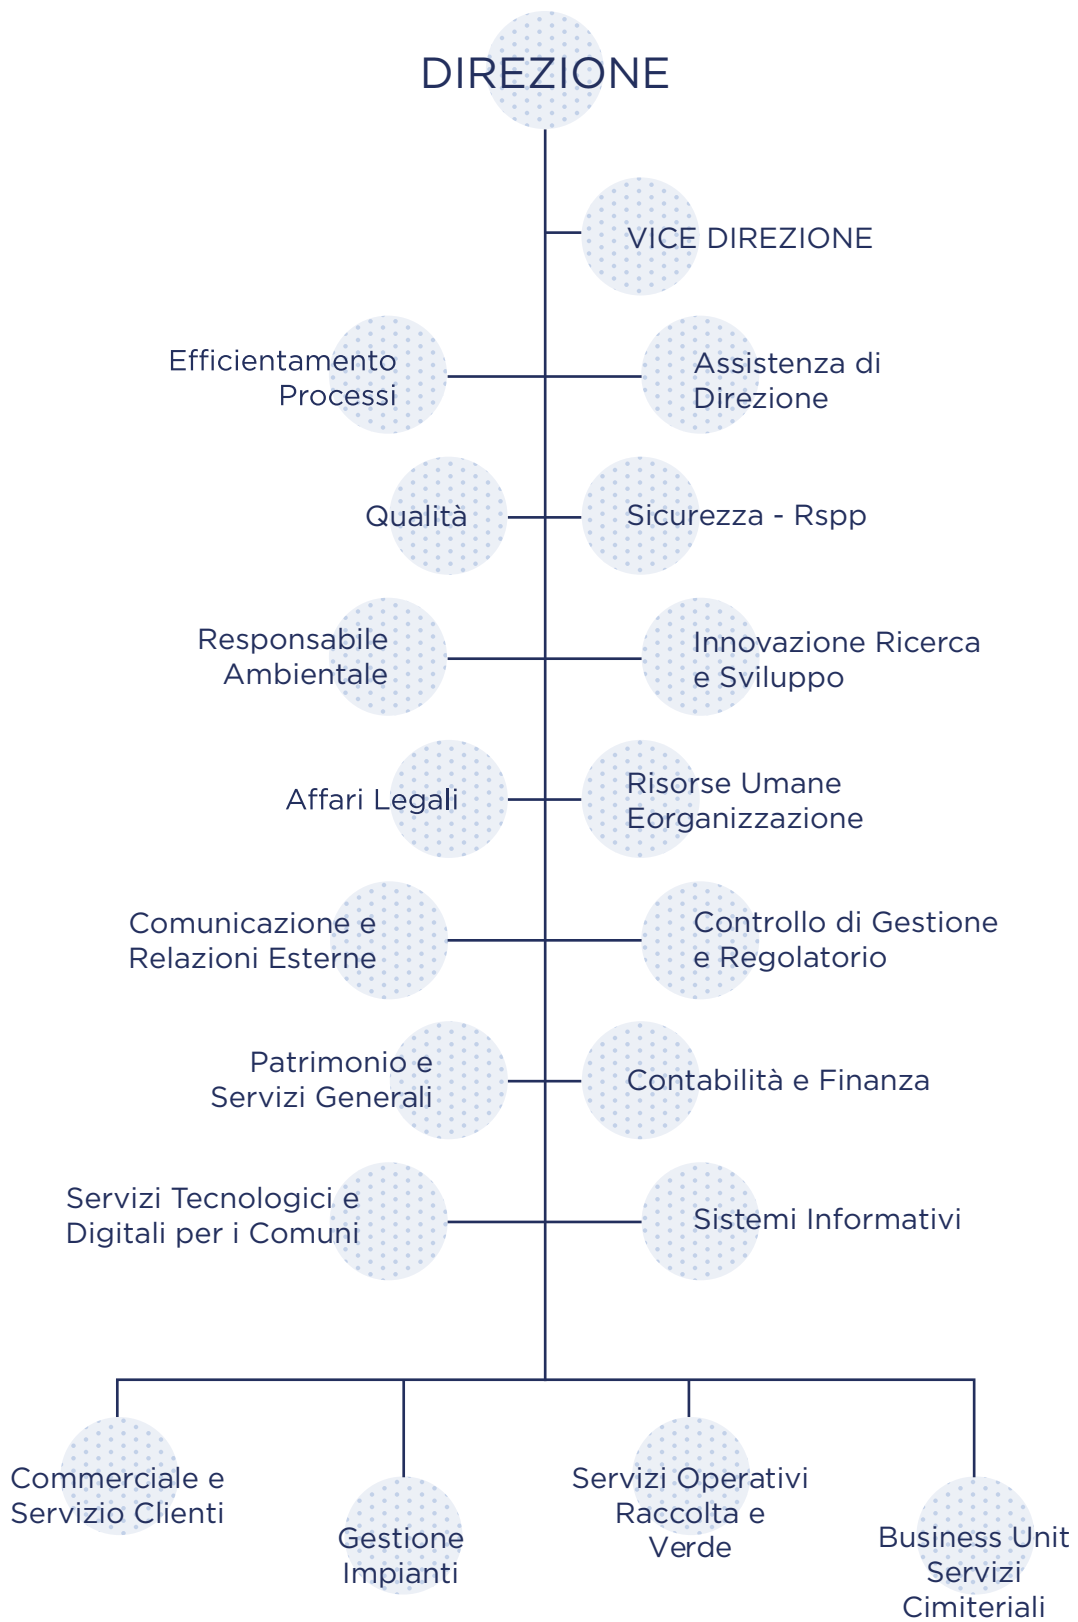 DIREZIONE
VICE DIREZIONE
Efficientamento
Processi
Assistenza di
Direzione
Qualità
Sicurezza - Rspp
Responsabile
Ambientale
Innovazione Ricerca
e Sviluppo
Affari Legali
Risorse Umane
Eorganizzazione
Comunicazione e
Relazioni Esterne
Controllo di Gestione
e Regolatorio
Patrimonio e
Servizi Generali
Contabilità e Finanza
Servizi Tecnologici e
Digitali per i Comuni
Sistemi Informativi
Commerciale e
Servizio Clienti
Gestione
Impianti
Servizi Operativi
Raccolta e
Verde
Business Unit
Servizi
Cimiteriali